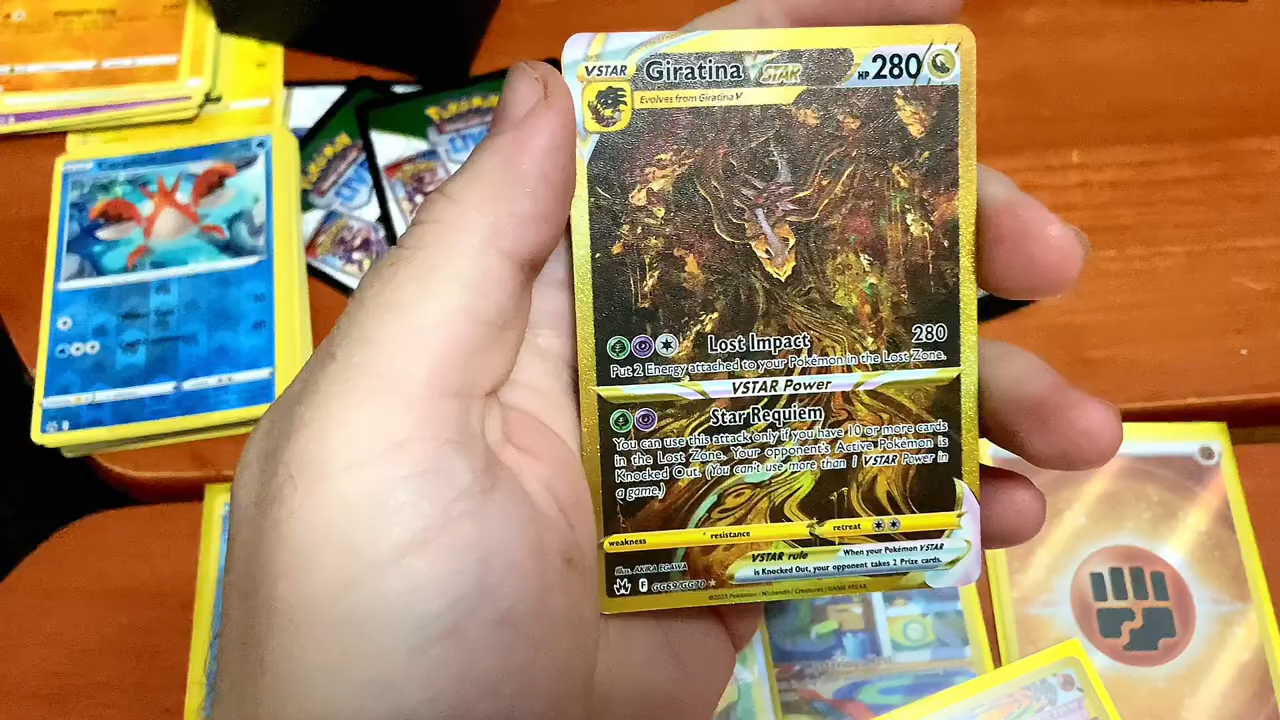 VSTAR Giratina VSTAR HP 280
Evolves from Giratina V
Lost Impact 280
Put 2 Energy attached to your Pokémon in the Lost Zone.
VSTAR Power
Star Requiem
You can use this attack only if you have 10 or more cards
in the Lost Zone. Your opponent's Active Pokémon is
Knocked Out. (You can't use more than 1 VSTAR Power in
a game.)
weakness resistance retreat
VSTAR rule When your Pokémon VSTAR
is Knocked Out, your opponent takes 2 Prize cards.
Illus. AKIRA EGAWA
F GG69/GG70
©2023 Pokémon / Nintendo / Creatures / GAME FREAK
POKÉMON
POKÉMON